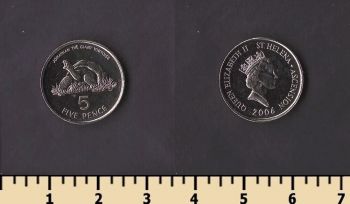 JONATHAN THE GIANT TORTOISE
5
FIVE PENCE
QUEEN ELIZABETH II ST HELENA • ASCENSION
2006
1 2 3 4 5 6 7